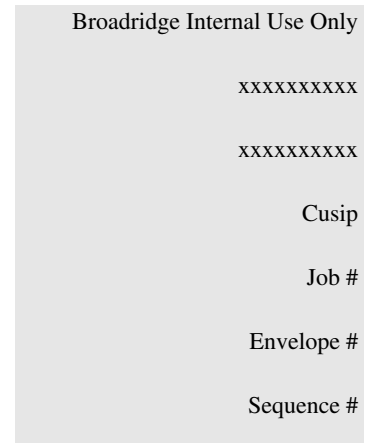 Broadridge Internal Use Only
xxxxxxxxxx
xxxxxxxxxx
Cusip
Job #
Envelope #
Sequence #